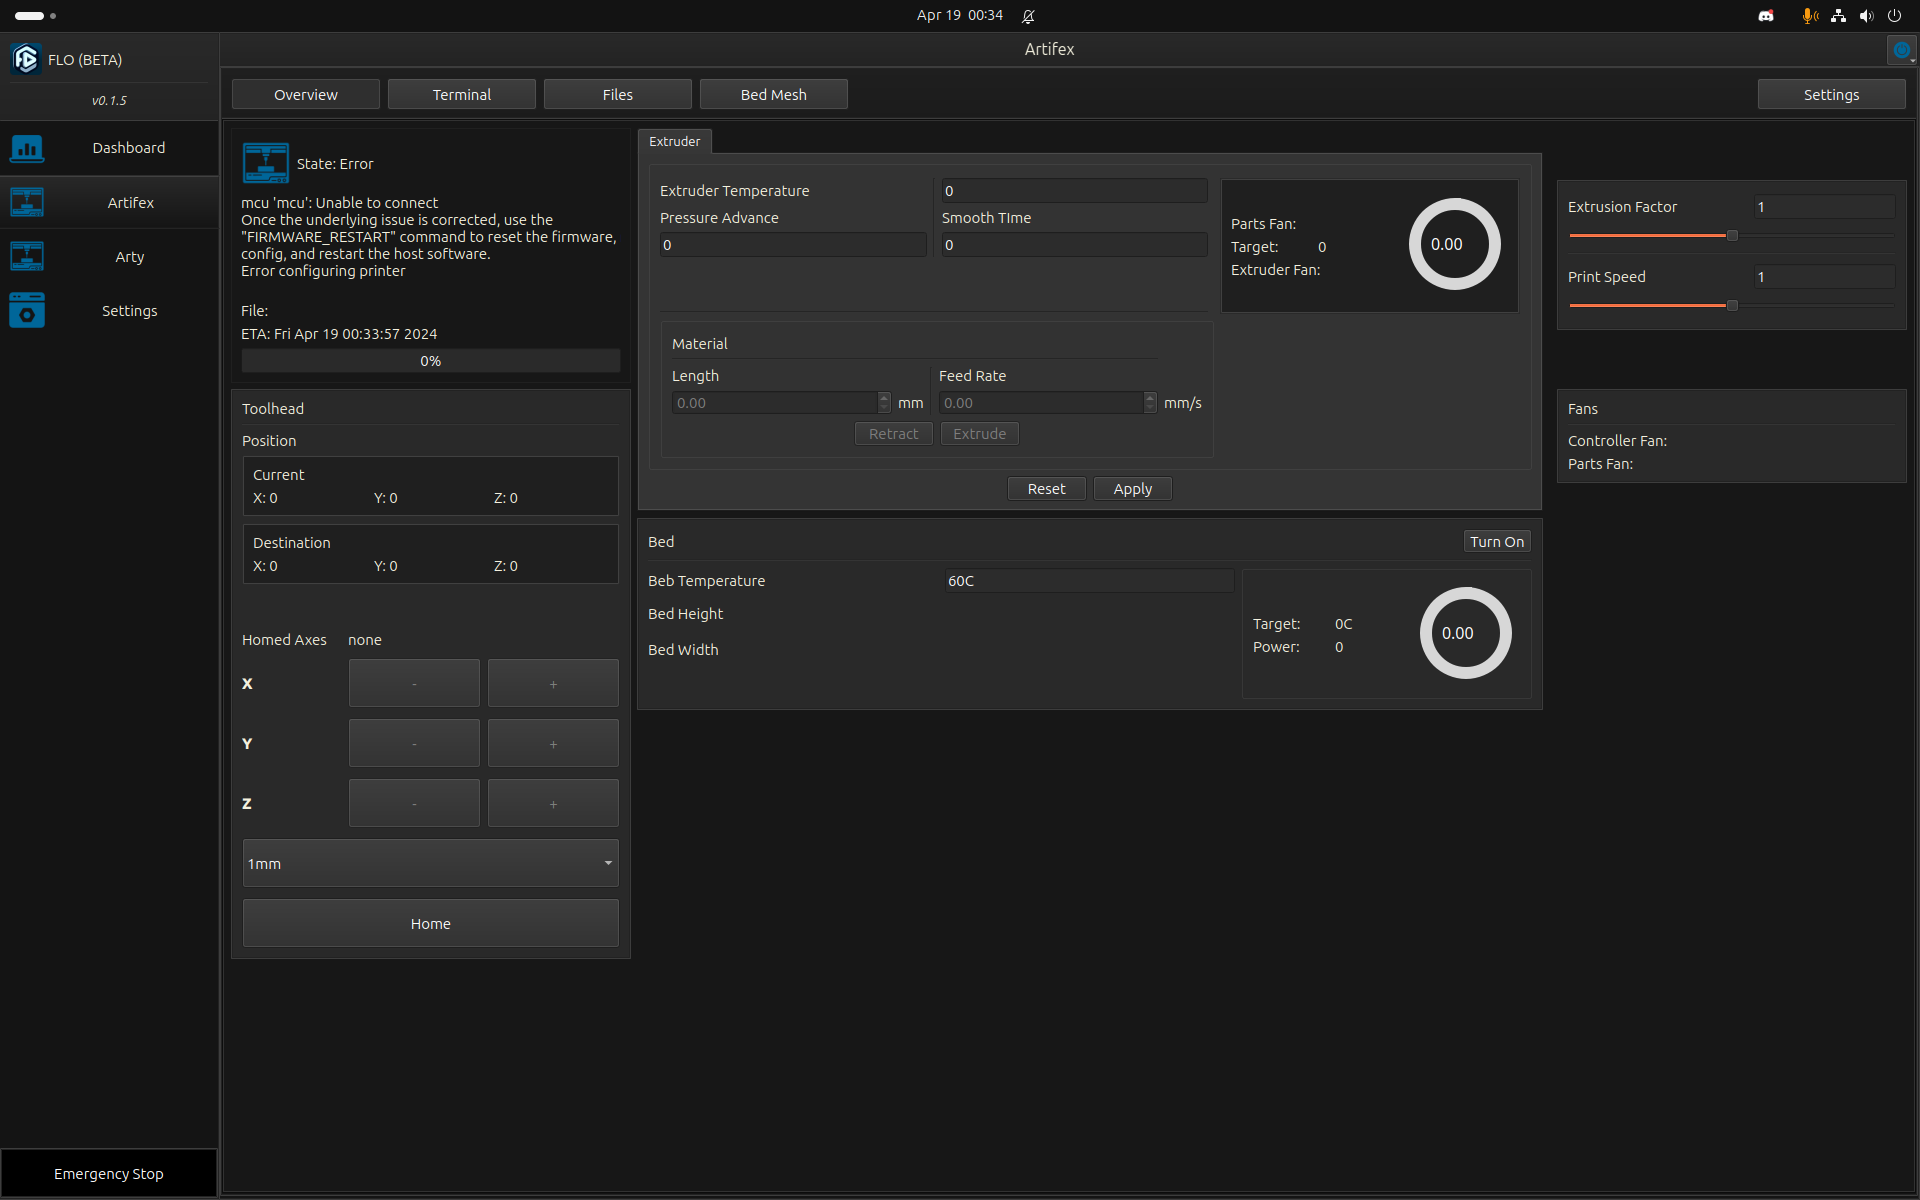 Apr 19 00:34
FLO (BETA)
v0.1.5
Dashboard
Artifex
Arty
Settings
Emergency Stop
Artifex
Overview
Terminal
Files
Bed Mesh
Settings
State: Error
mcu 'mcu': Unable to connect
Once the underlying issue is corrected, use the
"FIRMWARE_RESTART" command to reset the firmware,
config, and restart the host software.
Error configuring printer
File:
ETA: Fri Apr 19 00:33:57 2024
0%
Toolhead
Position
Current
X: 0 Y: 0 Z: 0
Destination
X: 0 Y: 0 Z: 0
Homed Axes none
X - +
Y - +
Z - +
1mm
Home
Extruder
Extruder Temperature 0
Pressure Advance Smooth TIme
0 0
Parts Fan:
Target: 0
Extruder Fan:
0.00
Material
Length Feed Rate
0.00 mm 0.00 mm/s
Retract Extrude
Reset Apply
Bed Turn On
Beb Temperature 60C
Bed Height
Bed Width
Target: 0C
Power: 0
0.00
Extrusion Factor 1
Print Speed 1
Fans
Controller Fan:
Parts Fan: